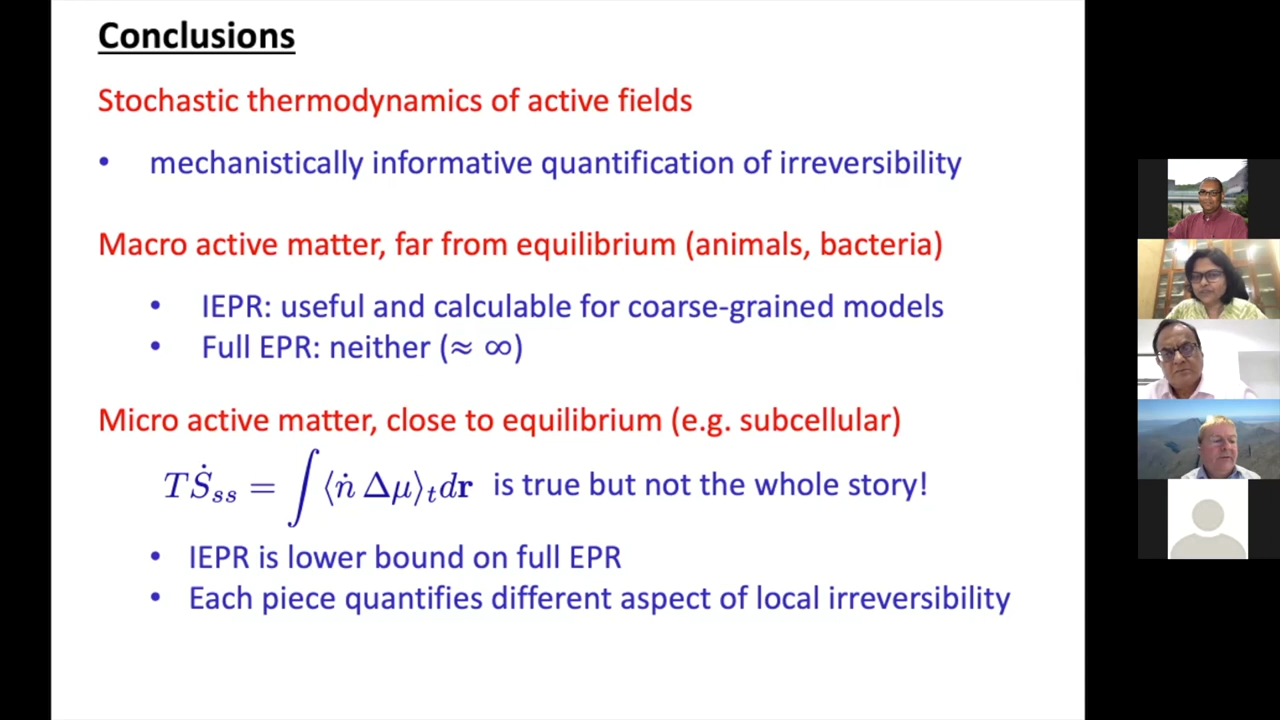 Conclusions
Stochastic thermodynamics of active fields
• mechanistically informative quantification of irreversibility
Macro active matter, far from equilibrium (animals, bacteria)
• IEPR: useful and calculable for coarse-grained models
• Full EPR: neither (≈ ∞)
Micro active matter, close to equilibrium (e.g. subcellular)
TṠ_ss = ∫⟨ṅ Δμ⟩_t d𝐫 is true but not the whole story!
• IEPR is lower bound on full EPR
• Each piece quantifies different aspect of local irreversibility